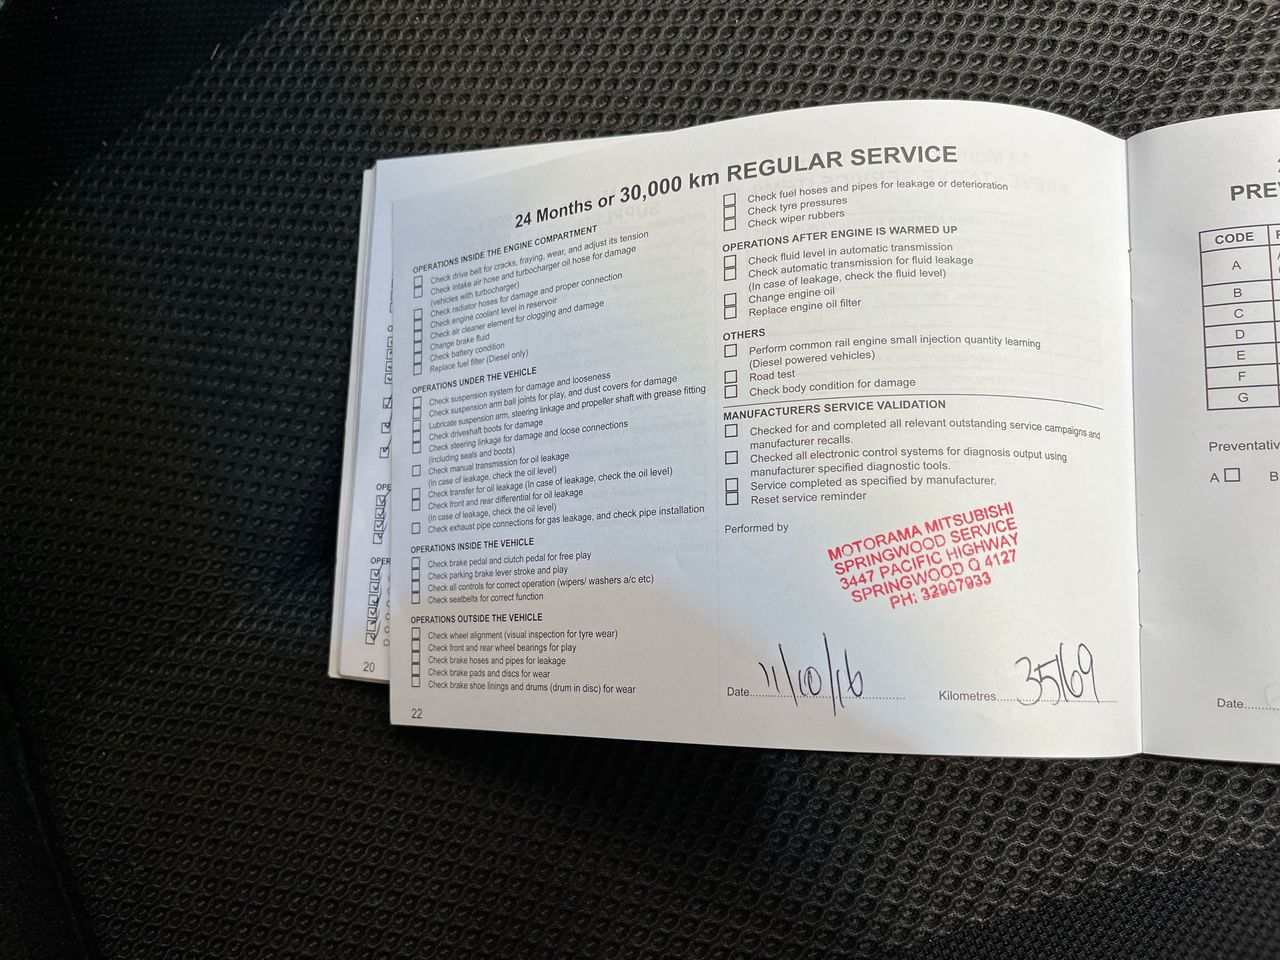 24 Months or 30,000 km REGULAR SERVICE
OPERATIONS INSIDE THE ENGINE COMPARTMENT
Check drive belt for cracks, fraying, wear, and adjust its tension
Check intake air hose and turbocharger oil hose for damage
(vehicles with turbocharger)
Check radiator hoses for damage and proper connection
Check engine coolant level in reservoir
Check air cleaner element for clogging and damage
Change brake fluid
Check battery condition
Replace fuel filter (Diesel only)
OPERATIONS UNDER THE VEHICLE
Check suspension system for damage and looseness
Check suspension arm ball joints for play, and dust covers for damage
Lubricate suspension arm, steering linkage and propeller shaft with grease fitting
Check driveshaft boots for damage
Check steering linkage for damage and loose connections
(including seals and boots)
Check manual transmission for oil leakage
(In case of leakage, check the oil level)
Check transfer for oil leakage (In case of leakage, check the oil level)
Check front and rear differential for oil leakage
(In case of leakage, check the oil level)
Check exhaust pipe connections for gas leakage, and check pipe installation
OPERATIONS INSIDE THE VEHICLE
Check brake pedal and clutch pedal for free play
Check parking brake lever stroke and play
Check all controls for correct operation (wipers/ washers a/c etc)
Check seatbelts for correct function
OPERATIONS OUTSIDE THE VEHICLE
Check wheel alignment (visual inspection for tyre wear)
Check front and rear wheel bearings for play
Check brake hoses and pipes for leakage
Check brake pads and discs for wear
Check brake shoe linings and drums (drum in disc) for wear
22
Check fuel hoses and pipes for leakage or deterioration
Check tyre pressures
Check wiper rubbers
OPERATIONS AFTER ENGINE IS WARMED UP
Check fluid level in automatic transmission
Check automatic transmission for fluid leakage
(In case of leakage, check the fluid level)
Change engine oil
Replace engine oil filter
OTHERS
Perform common rail engine small injection quantity learning
(Diesel powered vehicles)
Road test
Check body condition for damage
MANUFACTURERS SERVICE VALIDATION
Checked for and completed all relevant outstanding service campaigns and
manufacturer recalls.
Checked all electronic control systems for diagnosis output using
manufacturer specified diagnostic tools.
Service completed as specified by manufacturer.
Reset service reminder
Performed by
MOTORAMA MITSUBISHI
SPRINGWOOD SERVICE
3447 PACIFIC HIGHWAY
SPRINGWOOD Q 4127
PH: 32907933
Date 11/10/16
Kilometres 35169
20
OPE
OPER
PRE
CODE
A
B
C
D
E
F
G
Preventativ
A B
Date